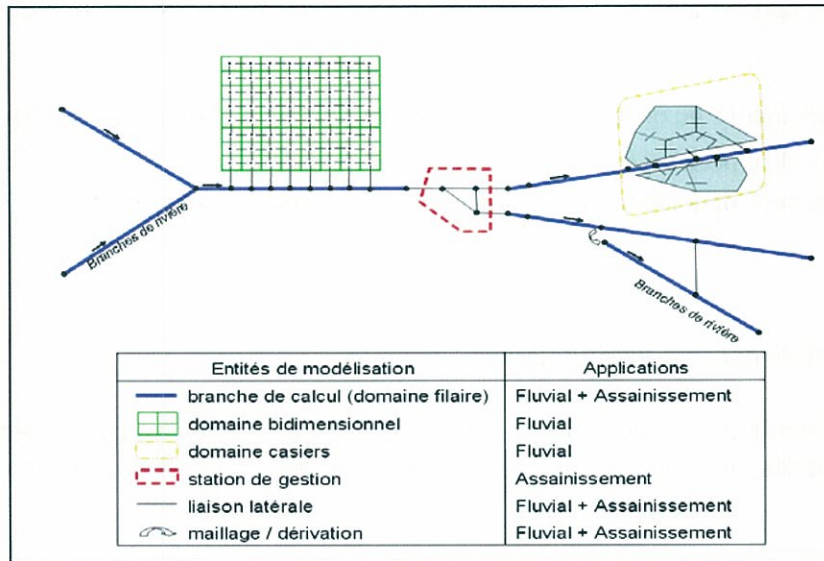 Branches de rivière
Branches de rivière
Entités de modélisation Applications
branche de calcul (domaine filaire) Fluvial + Assainissement
domaine bidimensionnel Fluvial
domaine casiers Fluvial
station de gestion Assainissement
liaison latérale Fluvial + Assainissement
maillage / dérivation Fluvial + Assainissement